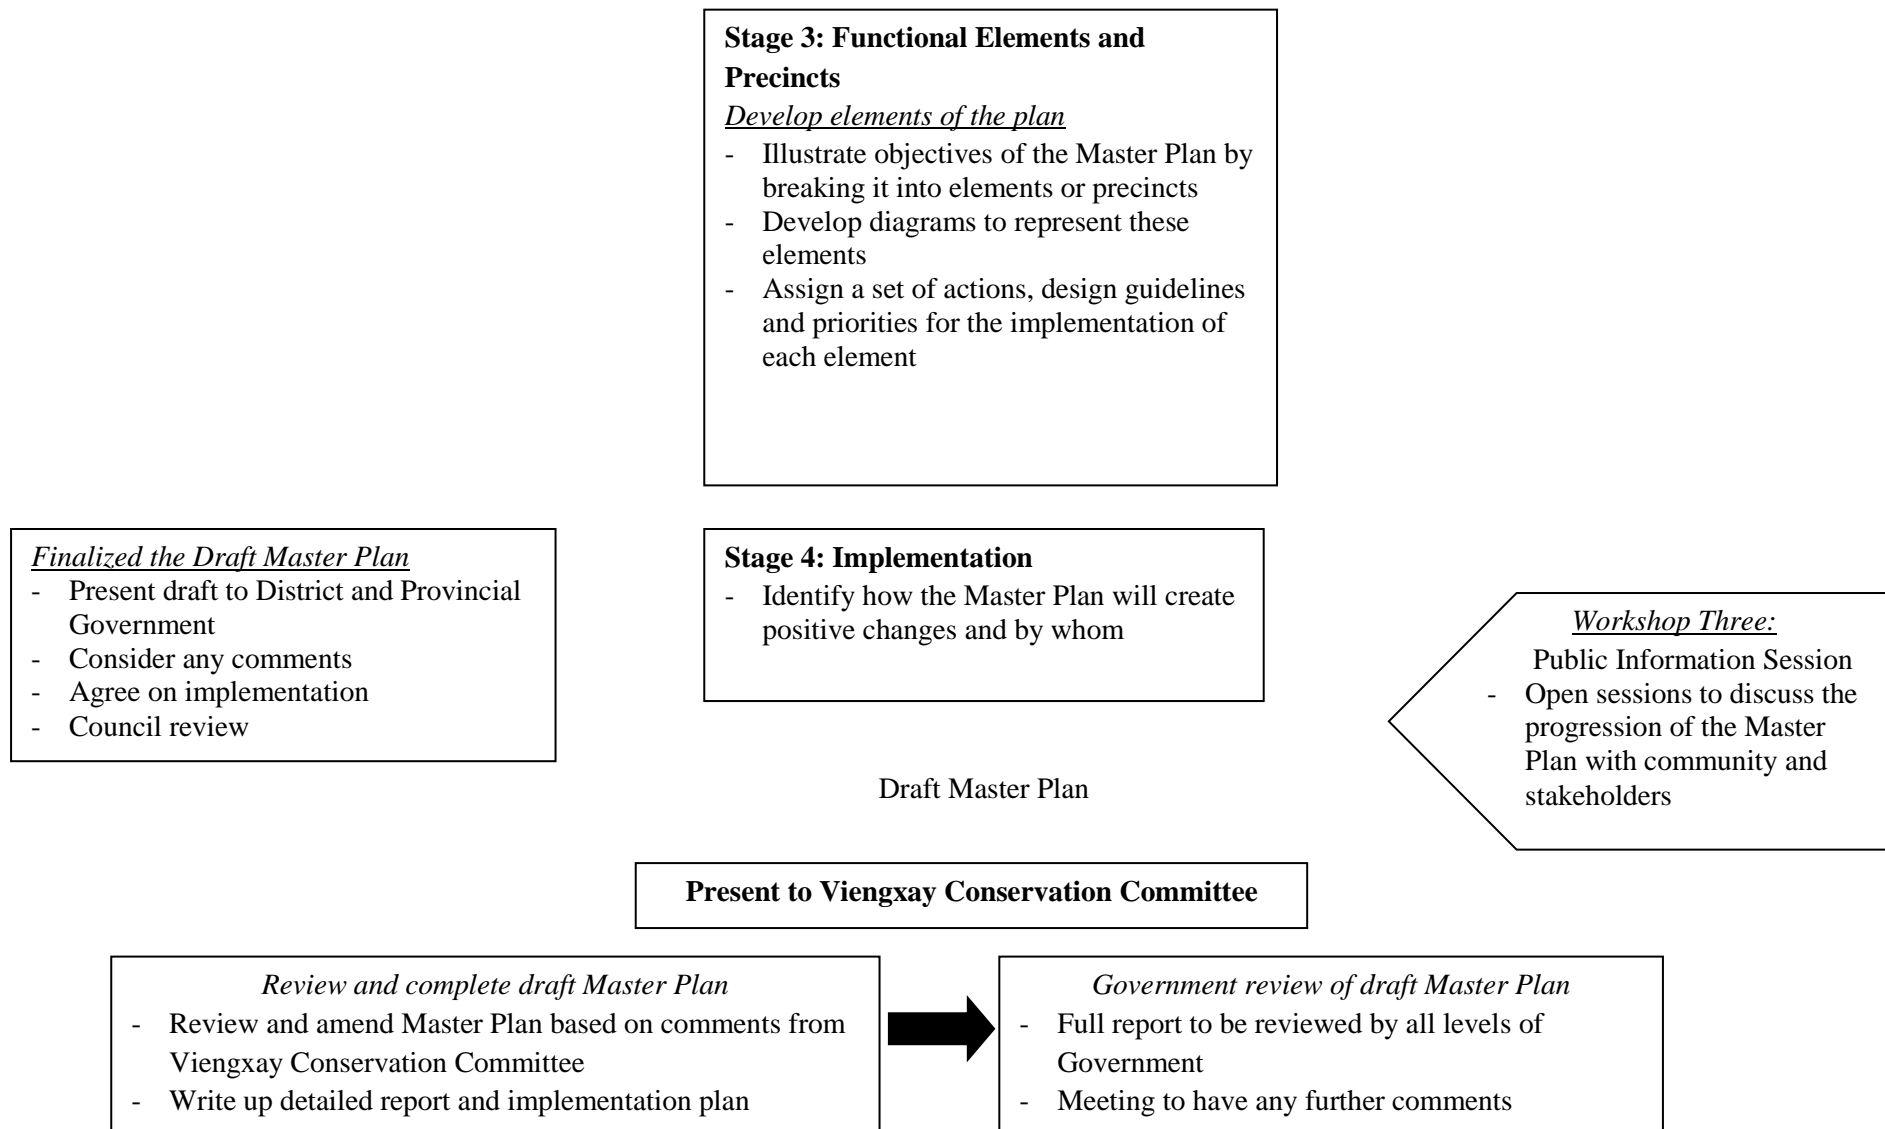 Stage 3: Functional Elements and
Precincts
Develop elements of the plan
- Illustrate objectives of the Master Plan by
breaking it into elements or precincts
- Develop diagrams to represent these
elements
- Assign a set of actions, design guidelines
and priorities for the implementation of
each element
Finalized the Draft Master Plan
- Present draft to District and Provincial
Government
- Consider any comments
- Agree on implementation
- Council review
Stage 4: Implementation
- Identify how the Master Plan will create
positive changes and by whom
Workshop Three:
Public Information Session
- Open sessions to discuss the
progression of the Master
Plan with community and
stakeholders
Draft Master Plan
Present to Viengxay Conservation Committee
Review and complete draft Master Plan
- Review and amend Master Plan based on comments from
Viengxay Conservation Committee
- Write up detailed report and implementation plan
Government review of draft Master Plan
- Full report to be reviewed by all levels of
Government
- Meeting to have any further comments